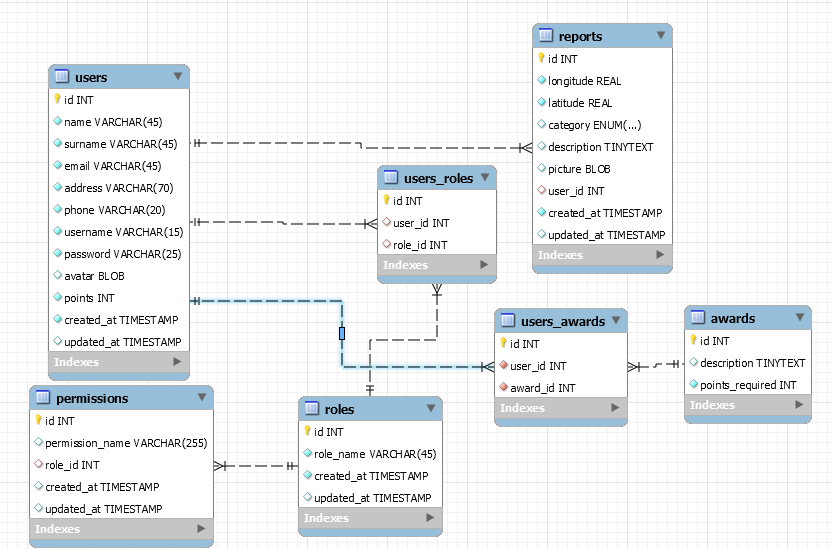 users
id INT
name VARCHAR(45)
surname VARCHAR(45)
email VARCHAR(45)
address VARCHAR(70)
phone VARCHAR(20)
username VARCHAR(15)
password VARCHAR(25)
avatar BLOB
points INT
created_at TIMESTAMP
updated_at TIMESTAMP
Indexes
reports
id INT
longitude REAL
latitude REAL
category ENUM(...)
description TINYTEXT
picture BLOB
user_id INT
created_at TIMESTAMP
updated_at TIMESTAMP
Indexes
users_roles
id INT
user_id INT
role_id INT
Indexes
users_awards
id INT
user_id INT
award_id INT
Indexes
awards
id INT
description TINYTEXT
points_required INT
Indexes
permissions
id INT
permission_name VARCHAR(255)
role_id INT
created_at TIMESTAMP
updated_at TIMESTAMP
Indexes
roles
id INT
role_name VARCHAR(45)
created_at TIMESTAMP
updated_at TIMESTAMP
Indexes